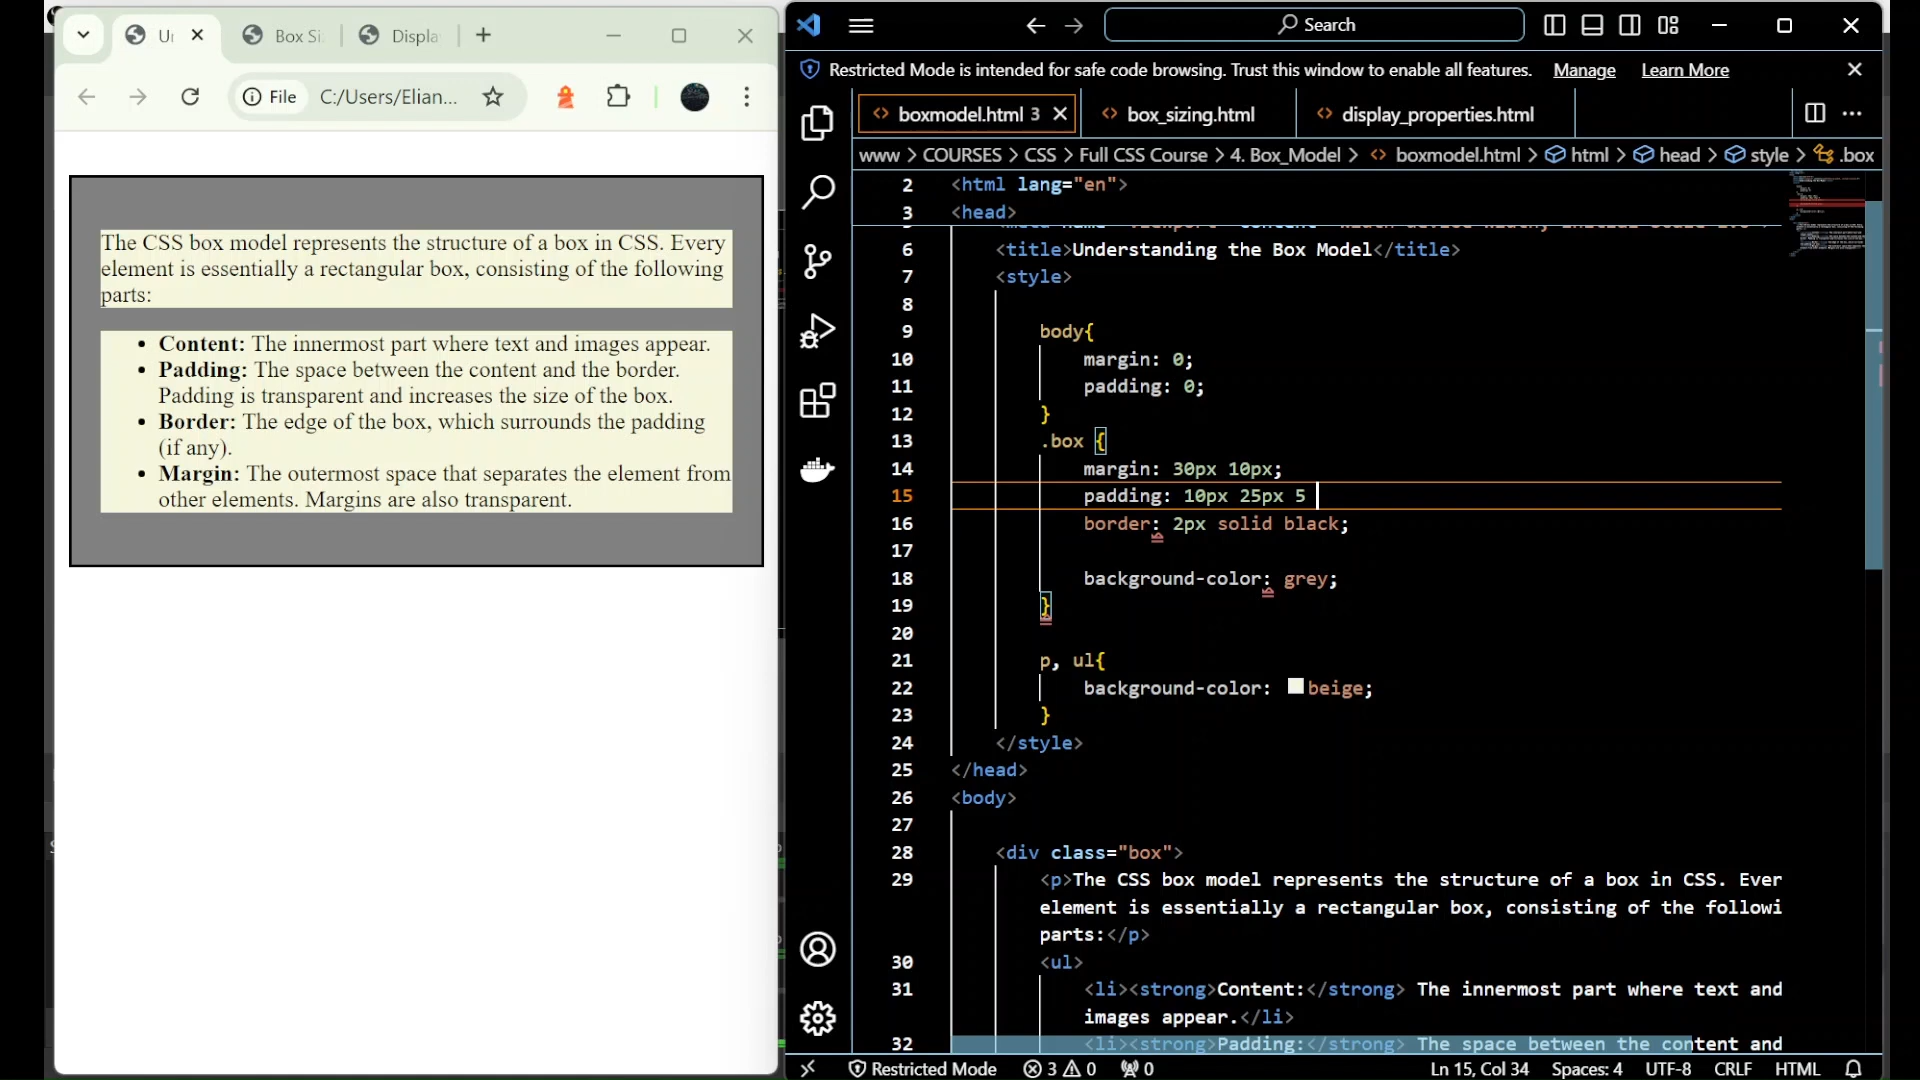 Ur
Box Si
Displa
File
C:/Users/Elian...
The CSS box model represents the structure of a box in CSS. Every
element is essentially a rectangular box, consisting of the following
parts:
• Content: The innermost part where text and images appear.
• Padding: The space between the content and the border.
Padding is transparent and increases the size of the box.
• Border: The edge of the box, which surrounds the padding
(if any).
• Margin: The outermost space that separates the element from
other elements. Margins are also transparent.
Search
Restricted Mode is intended for safe code browsing. Trust this window to enable all features. Manage Learn More
boxmodel.html 3
box_sizing.html
display_properties.html
www > COURSES > CSS > Full CSS Course > 4. Box_Model > boxmodel.html > html > head > style > .box
2 <html lang="en">
3 <head>
6 <title>Understanding the Box Model</title>
7 <style>
8
9 body{
10 margin: 0;
11 padding: 0;
12 }
13 .box {
14 margin: 30px 10px;
15 padding: 10px 25px 5
16 border: 2px solid black;
17
18 background-color: grey;
19 }
20
21 p, ul{
22 background-color: beige;
23 }
24 </style>
25 </head>
26 <body>
27
28 <div class="box">
29 <p>The CSS box model represents the structure of a box in CSS. Ever
element is essentially a rectangular box, consisting of the followi
parts:</p>
30 <ul>
31 <li><strong>Content:</strong> The innermost part where text and
images appear.</li>
32 <li><strong>Padding:</strong> The space between the content and
Restricted Mode
3 0
0
Ln 15, Col 34
Spaces: 4
UTF-8
CRLF
HTML